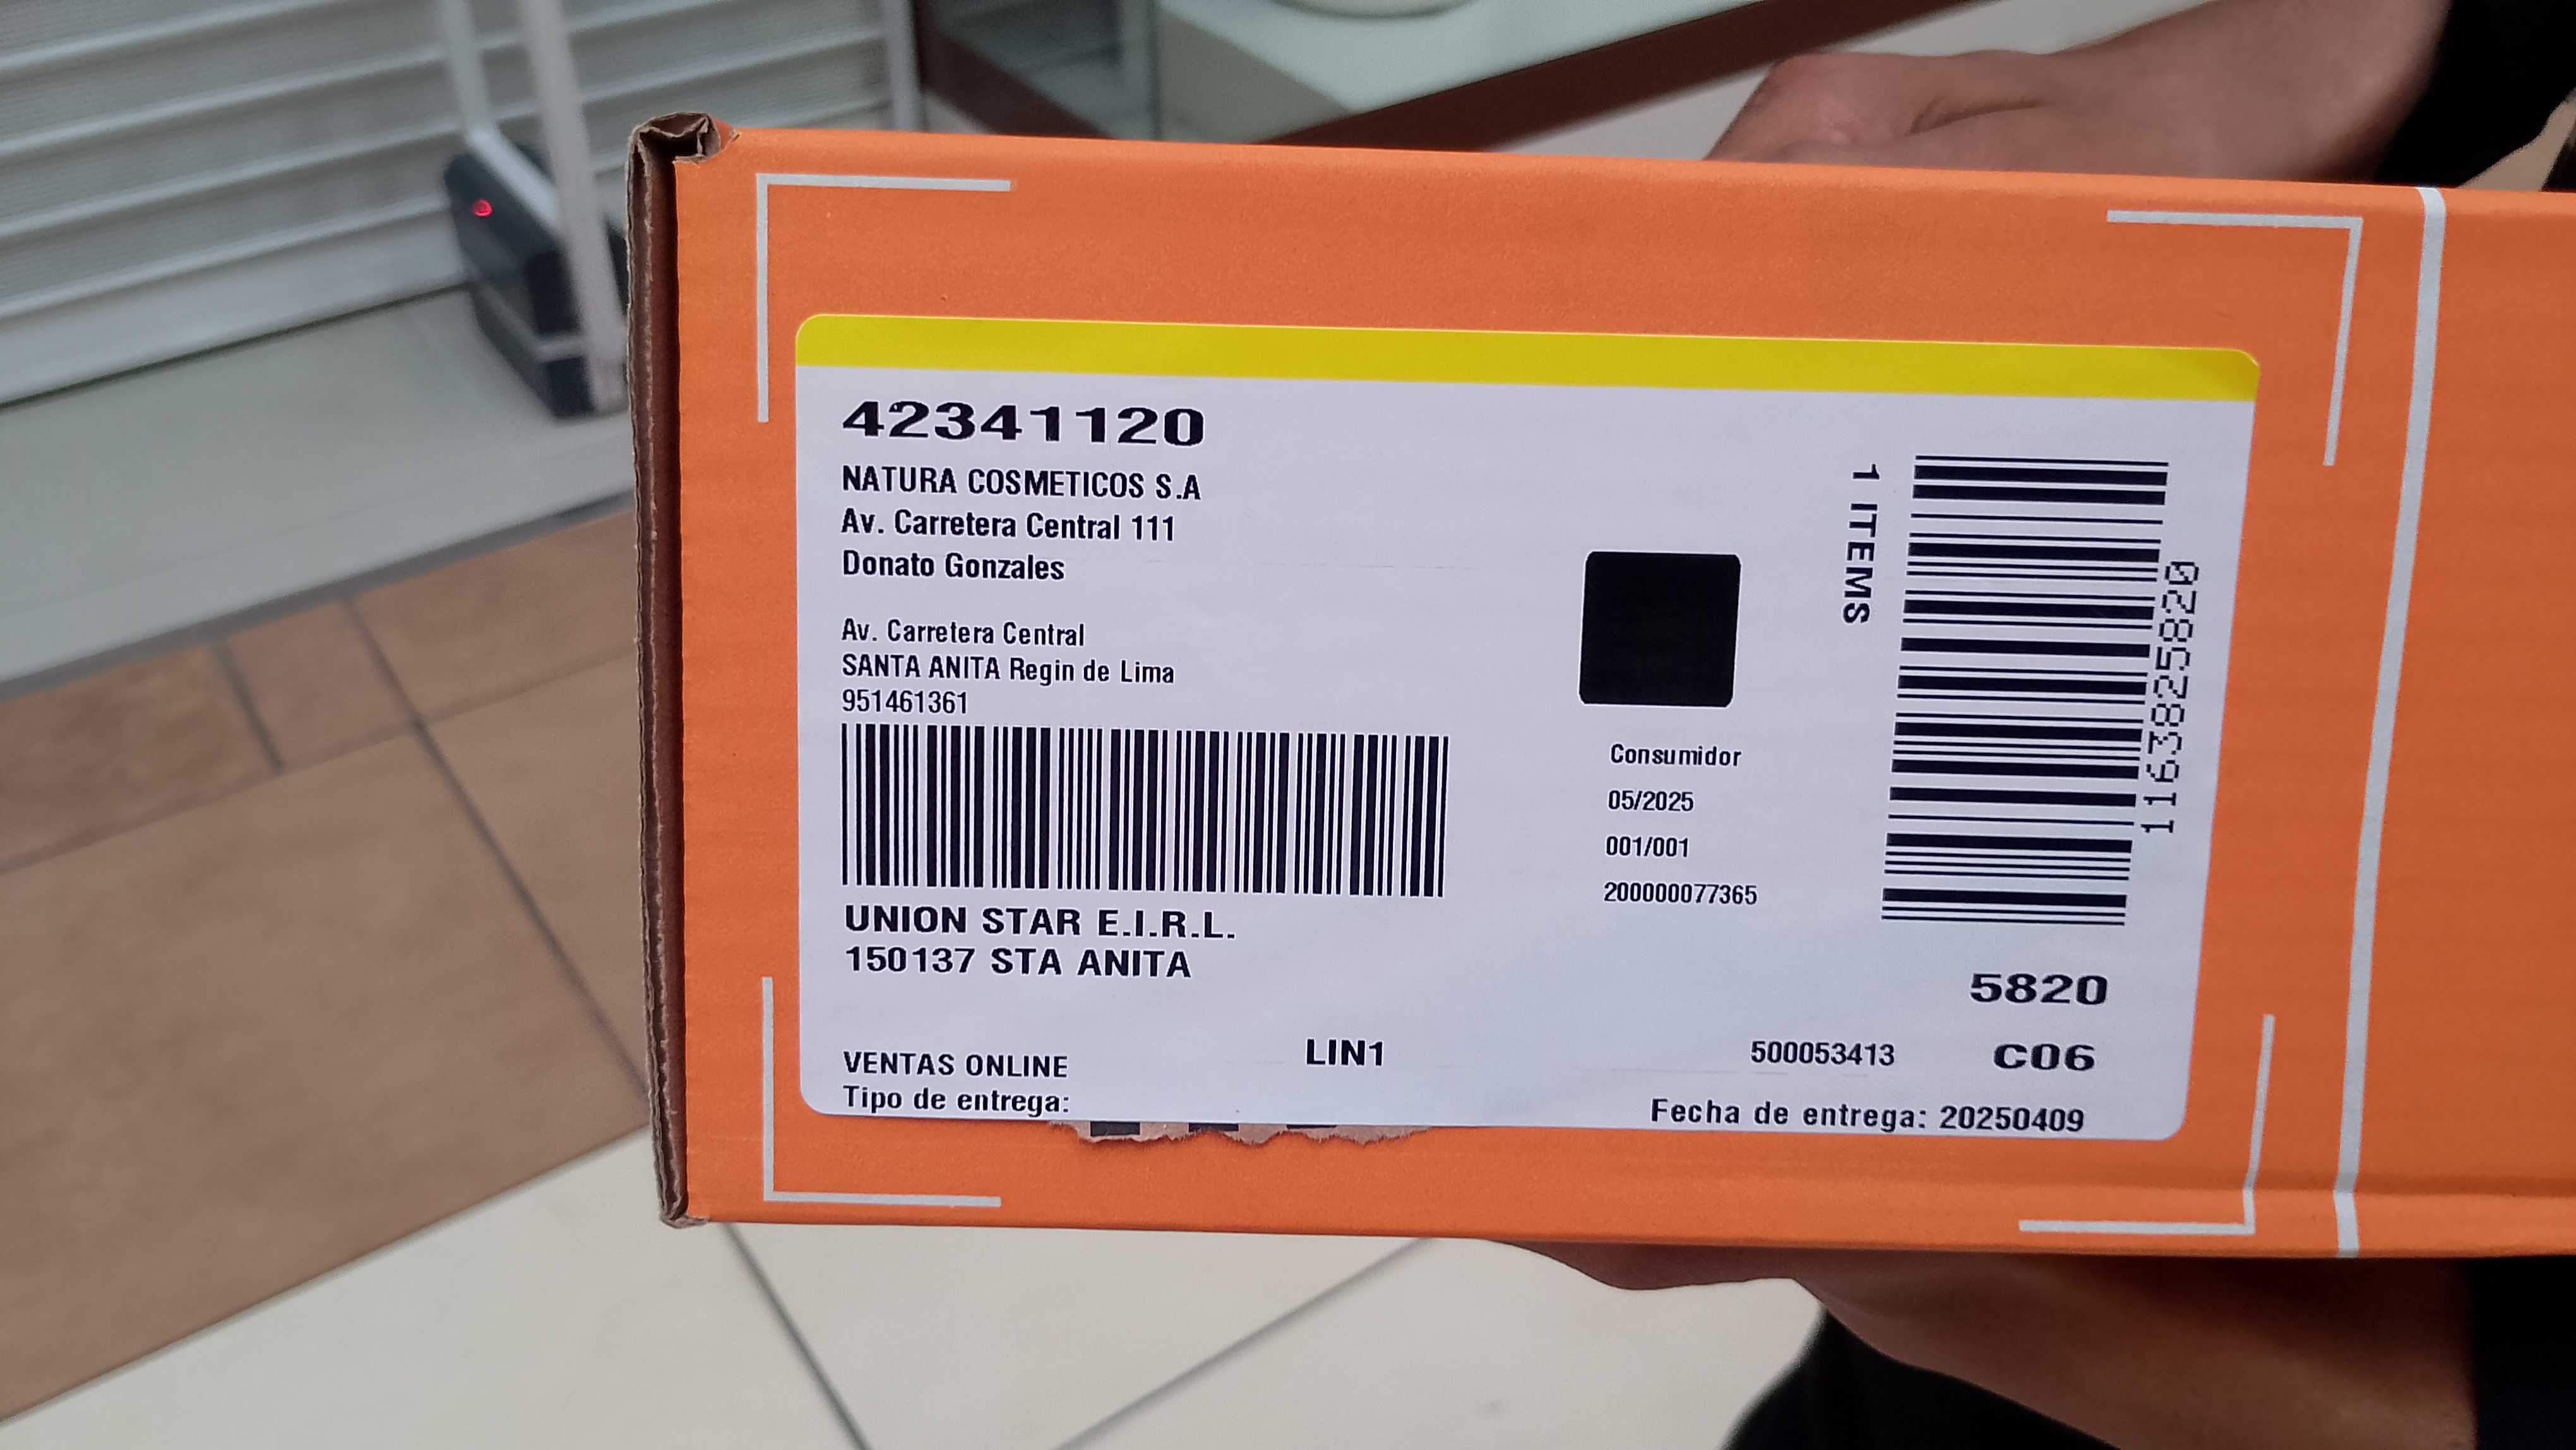 42341120
NATURA COSMETICOS S.A
Av. Carretera Central 111
Donato Gonzales
Av. Carretera Central
SANTA ANITA Regin de Lima
951461361
UNION STAR E.I.R.L.
150137 STA ANITA
VENTAS ONLINE
Tipo de entrega:
LIN1
Consumidor
05/2025
001/001
200000077365
1 ITEMS
11638255820
5820
500053413 C06
Fecha de entrega: 20250409